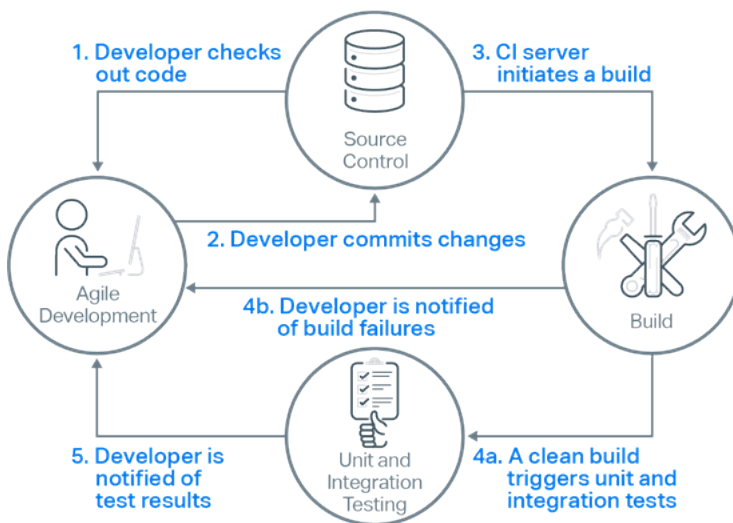 1. Developer checks
out code
3. CI server
initiates a build
Source
Control
2. Developer commits changes
Agile
Development
4b. Developer is notified
of build failures
Build
5. Developer is
notified of
test results
Unit and
Integration
Testing
4a. A clean build
triggers unit and
integration tests